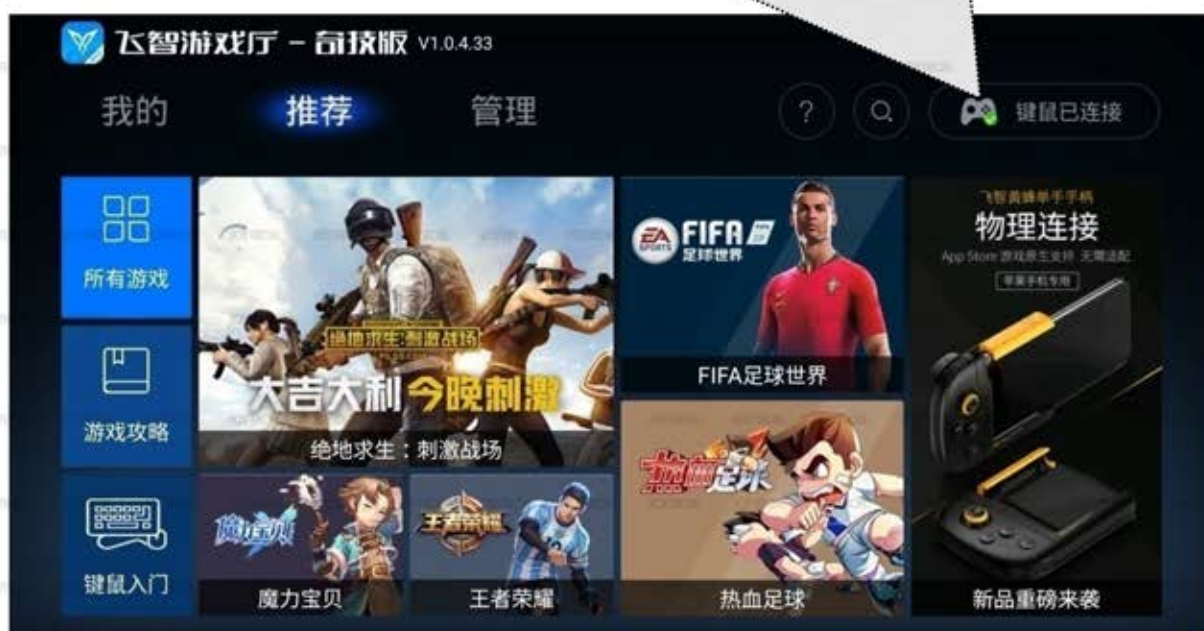 飞智游戏厅 - 奇技版 V1.0.4.33
我的
推荐
管理
?
键鼠已连接
所有游戏
游戏攻略
键鼠入门
绝地求生:刺激战场
大吉大利 今晚刺激
绝地求生：刺激战场
EA
SPORTS
FIFA
足球世界
FIFA足球世界
魔力宝贝
魔力宝贝
王者荣耀
王者荣耀
热血足球
热血足球
飞智黄蜂单手手柄
物理连接
App Store 游戏原生支持 无需适配
苹果手机专用
新品重磅来袭